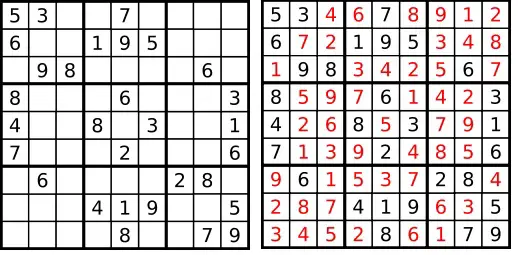 5 3 7
6 1 9 5
9 8 6
8 6 3
4 8 3 1
7 2 6
6 2 8
4 1 9 5
8 7 9
5 3 4 6 7 8 9 1 2
6 7 2 1 9 5 3 4 8
1 9 8 3 4 2 5 6 7
8 5 9 7 6 1 4 2 3
4 2 6 8 5 3 7 9 1
7 1 3 9 2 4 8 5 6
9 6 1 5 3 7 2 8 4
2 8 7 4 1 9 6 3 5
3 4 5 2 8 6 1 7 9